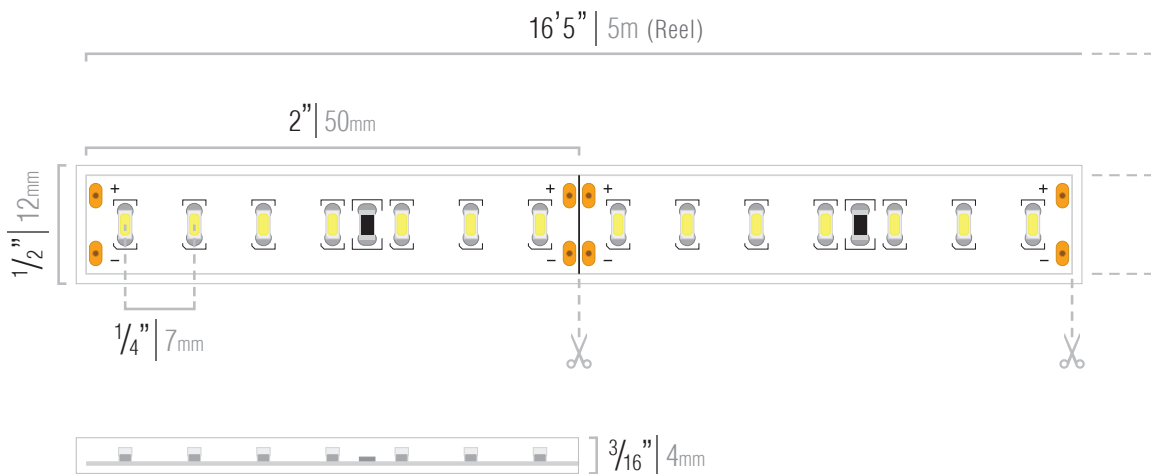 16’5” | 5m (Reel)
2” | 50mm
+ + + +
1/2” | 12mm
– – – –
1/4” | 7mm
3/16” | 4mm